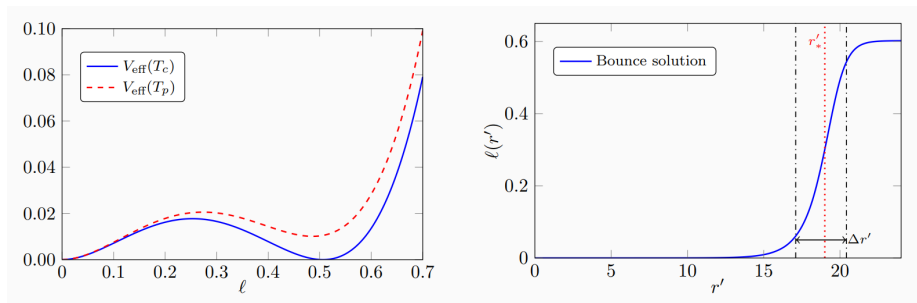 0.10
0.08
0.06
0.04
0.02
0.00
0 0.1 0.2 0.3 0.4 0.5 0.6 0.7
ℓ
V_eff(T_c)
V_eff(T_p)
0.6
0.4
0.2
0
0 5 10 15 20
r′
ℓ(r′)
Bounce solution
r′_*
Δr′